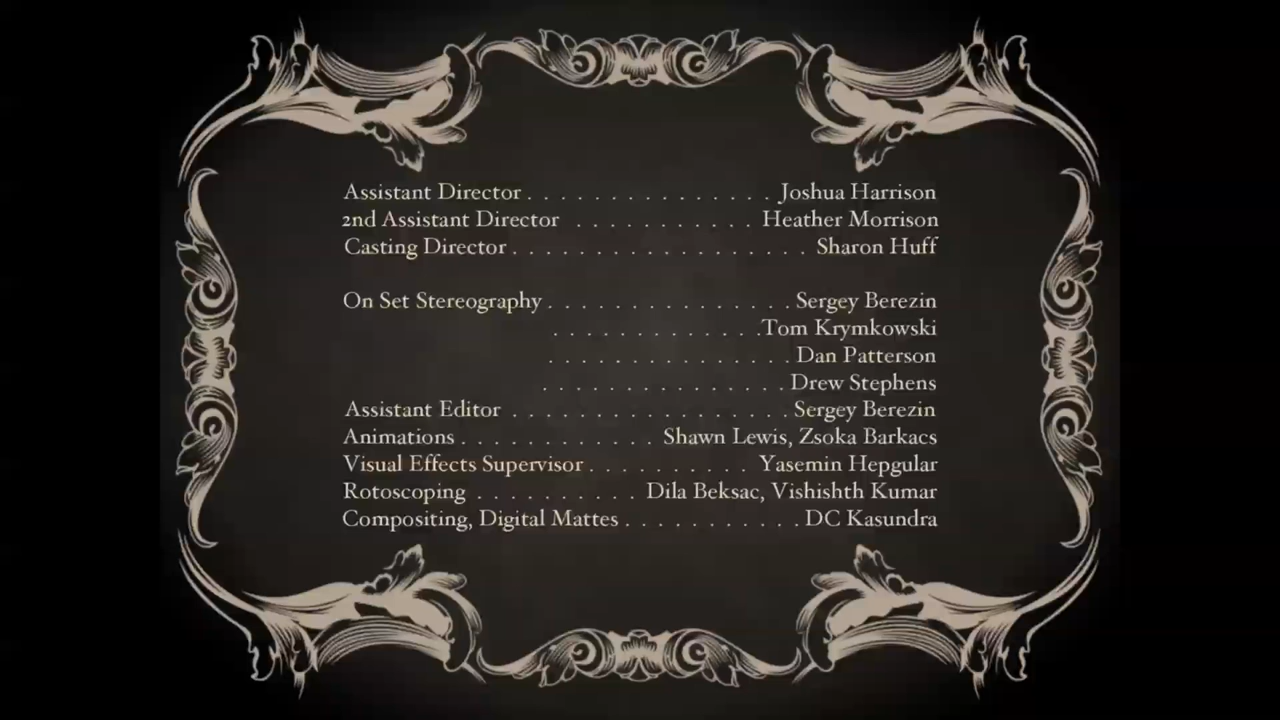 Assistant Director . . . . . . . . . . . . . . . Joshua Harrison
2nd Assistant Director . . . . . . . . . . . Heather Morrison
Casting Director . . . . . . . . . . . . . . . . . . Sharon Huff
On Set Stereography . . . . . . . . . . . . . . . Sergey Berezin
. . . . . . . . . . . . . Tom Krymkowski
. . . . . . . . . . . . . . . Dan Patterson
. . . . . . . . . . . . . . . Drew Stephens
Assistant Editor . . . . . . . . . . . . . . . . . Sergey Berezin
Animations . . . . . . . . . . . . Shawn Lewis, Zsoka Barkacs
Visual Effects Supervisor . . . . . . . . . . Yasemin Hepgular
Rotoscoping . . . . . . . . . . Dila Beksac, Vishishth Kumar
Compositing, Digital Mattes . . . . . . . . . . . DC Kasundra